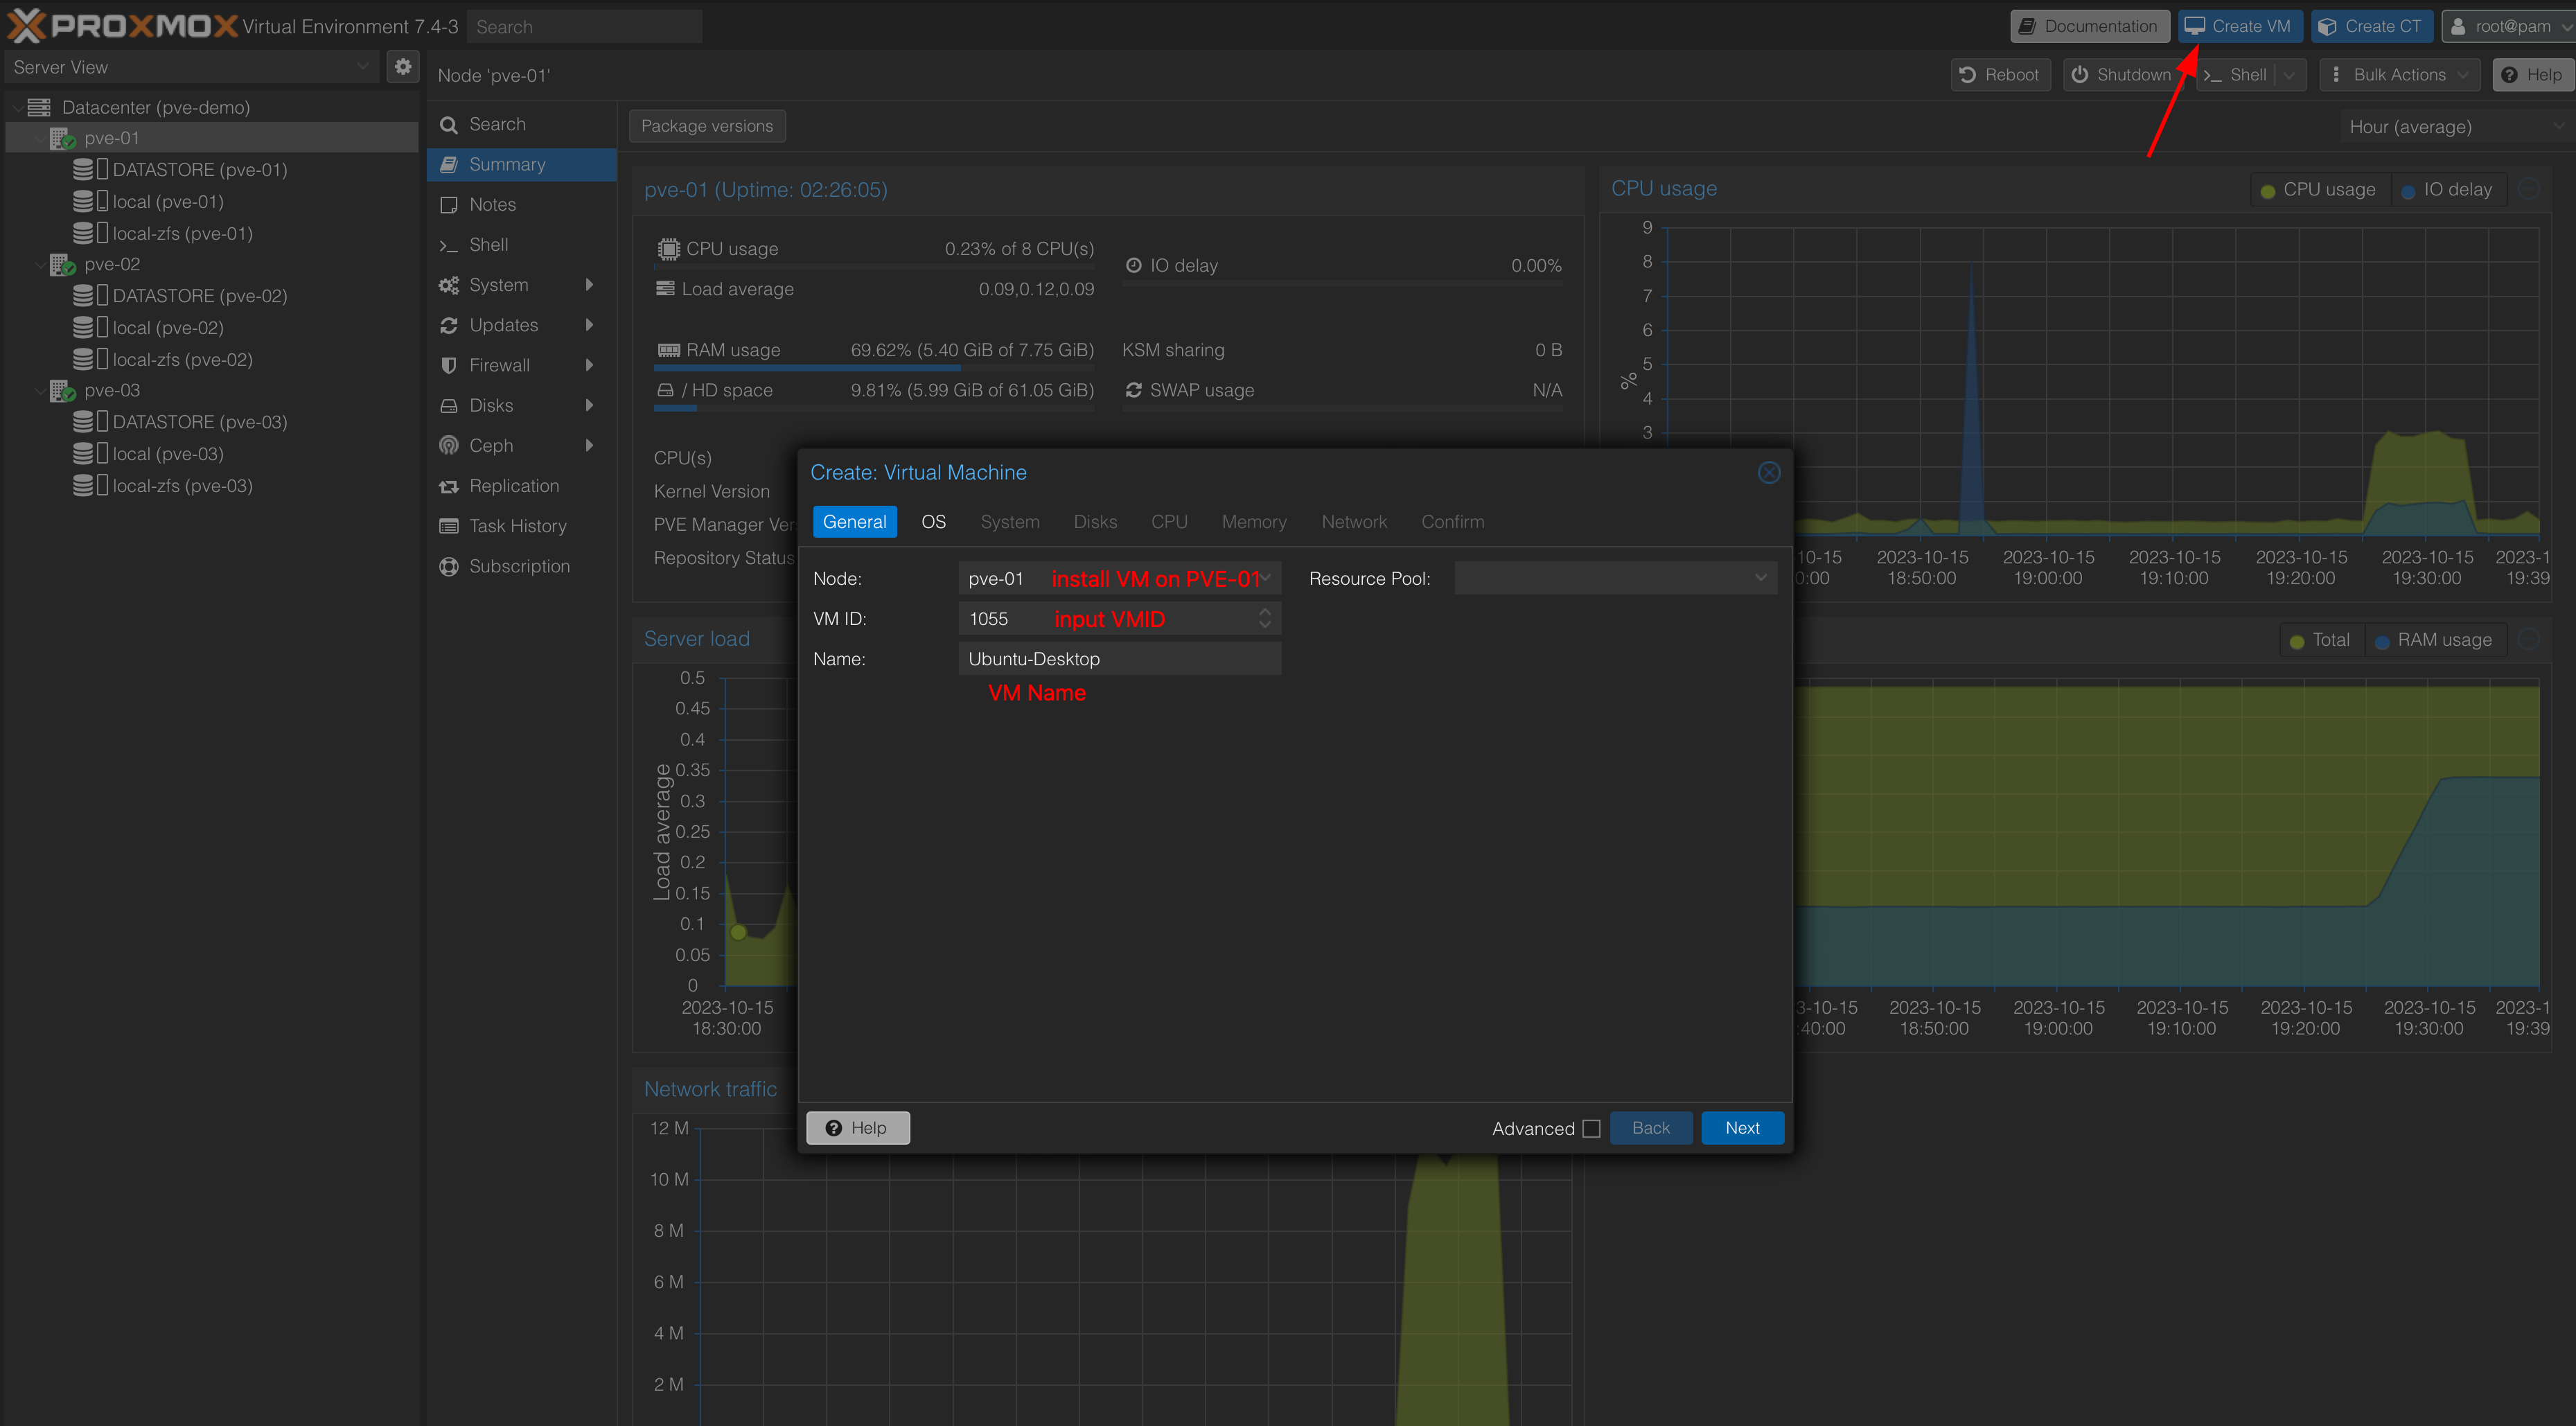 PROXMOX Virtual Environment 7.4-3 Search Documentation Create VM Create CT root@pam
Server View
Node 'pve-01' Reboot Shutdown Shell Bulk Actions Help
Datacenter (pve-demo)
pve-01
DATASTORE (pve-01)
local (pve-01)
local-zfs (pve-01)
pve-02
DATASTORE (pve-02)
local (pve-02)
local-zfs (pve-02)
pve-03
DATASTORE (pve-03)
local (pve-03)
local-zfs (pve-03)
Search
Summary
Notes
Shell
System
Updates
Firewall
Disks
Ceph
Replication
Task History
Subscription
Package versions Hour (average)
pve-01 (Uptime: 02:26:05)
CPU usage 0.23% of 8 CPU(s)
Load average 0.09,0.12,0.09
IO delay 0.00%
RAM usage 69.62% (5.40 GiB of 7.75 GiB)
KSM sharing 0 B
/ HD space 9.81% (5.99 GiB of 61.05 GiB)
SWAP usage N/A
CPU(s)
Kernel Version
PVE Manager Ver
Repository Status
CPU usage CPU usage IO delay
9
8
7
6
5
4
3
%
10-15 2023-10-15 2023-10-15 2023-10-15 2023-10-15 2023-10-15 2023-1
0:00 18:50:00 19:00:00 19:10:00 19:20:00 19:30:00 19:39
Create: Virtual Machine
General OS System Disks CPU Memory Network Confirm
Node: pve-01 install VM on PVE-01 Resource Pool:
VM ID: 1055 input VMID
Name: Ubuntu-Desktop
VM Name
Help Advanced Back Next
Server load
Load average
0.5
0.45
0.4
0.35
0.3
0.25
0.2
0.15
0.1
0.05
0
2023-10-15
18:30:00
Total RAM usage
3-10-15 2023-10-15 2023-10-15 2023-10-15 2023-10-15 2023-10-15 2023-1
:40:00 18:50:00 19:00:00 19:10:00 19:20:00 19:30:00 19:39
Network traffic
12 M
10 M
8 M
6 M
4 M
2 M